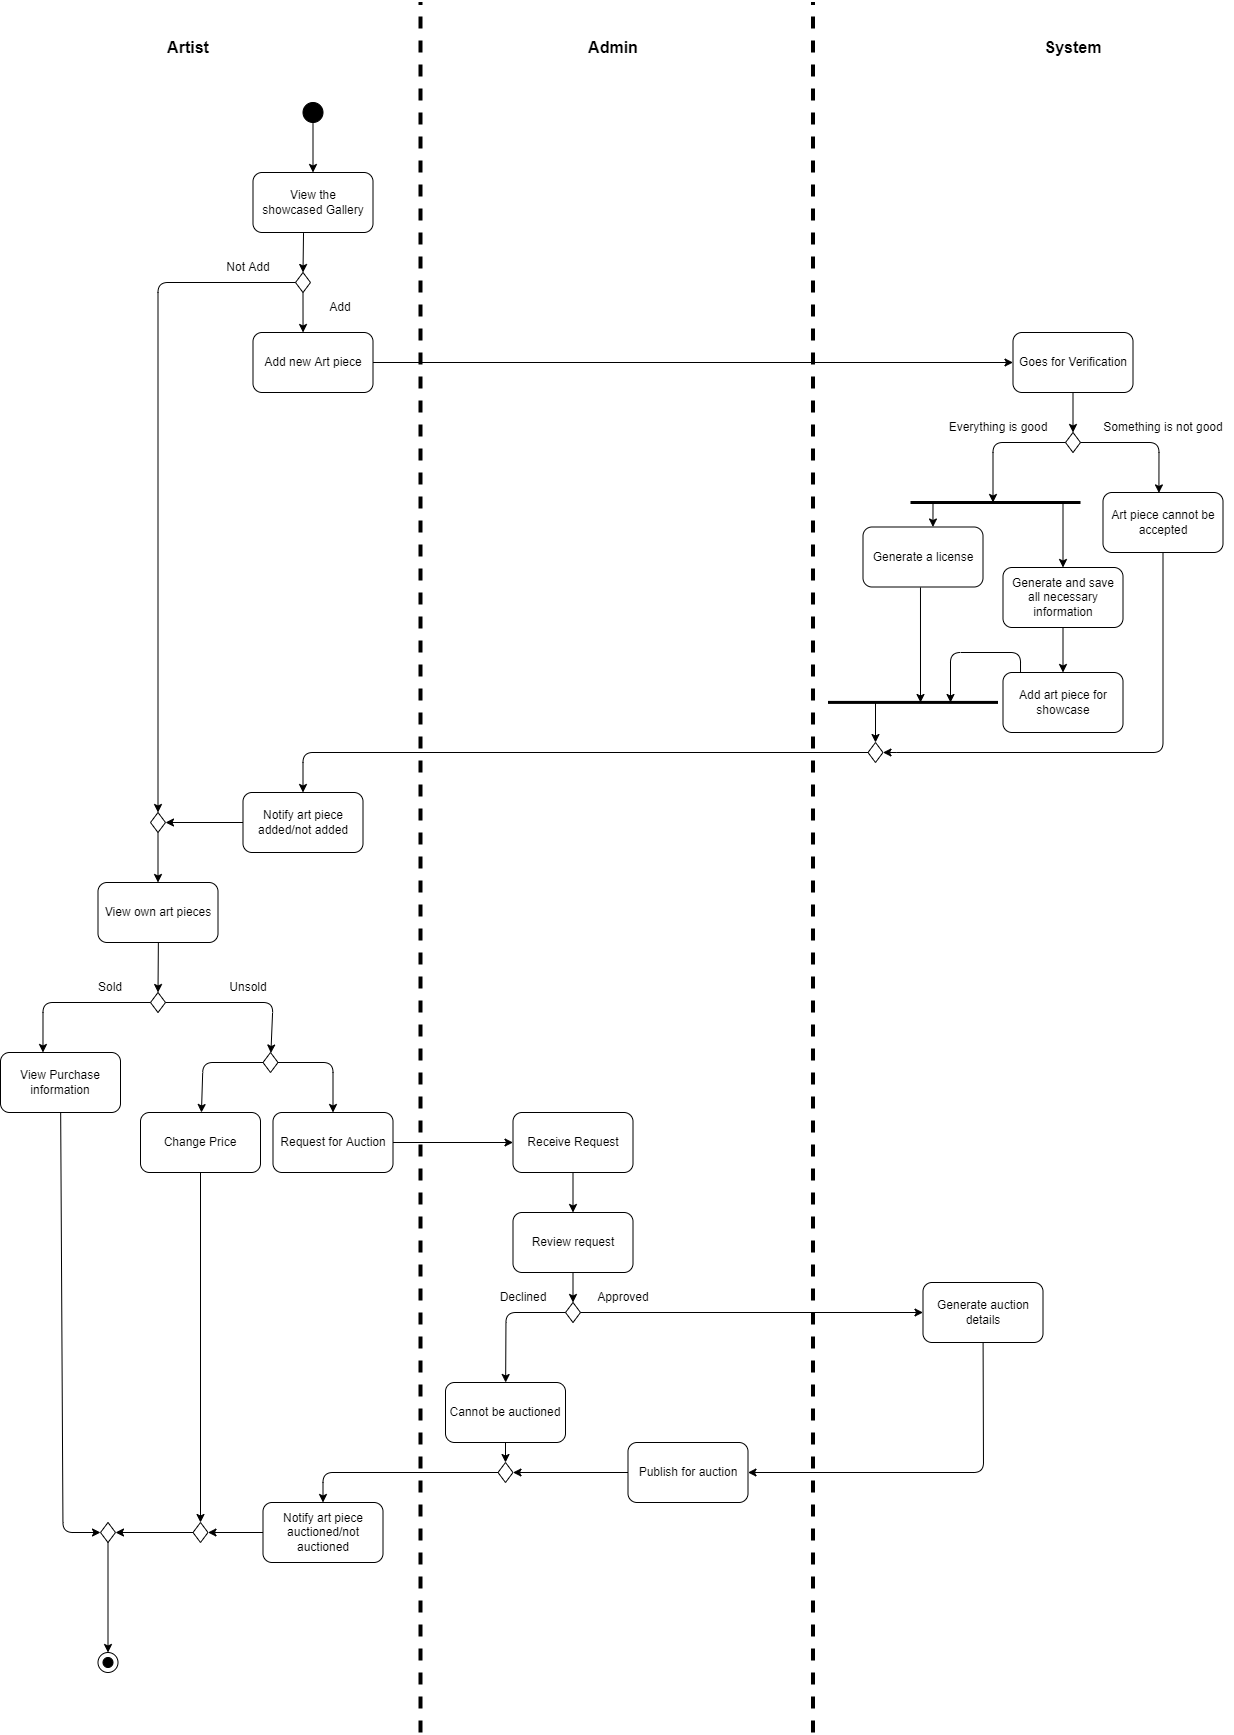 Artist
Admin
System
View the
showcased Gallery
Not Add
Add
Add new Art piece
Goes for Verification
Everything is good
Something is not good
Art piece cannot be
accepted
Generate a license
Generate and save
all necessary
information
Add art piece for
showcase
Notify art piece
added/not added
View own art pieces
Sold
Unsold
View Purchase
information
Change Price
Request for Auction
Receive Request
Review request
Declined
Approved
Generate auction
details
Cannot be auctioned
Publish for auction
Notify art piece
auctioned/not
auctioned